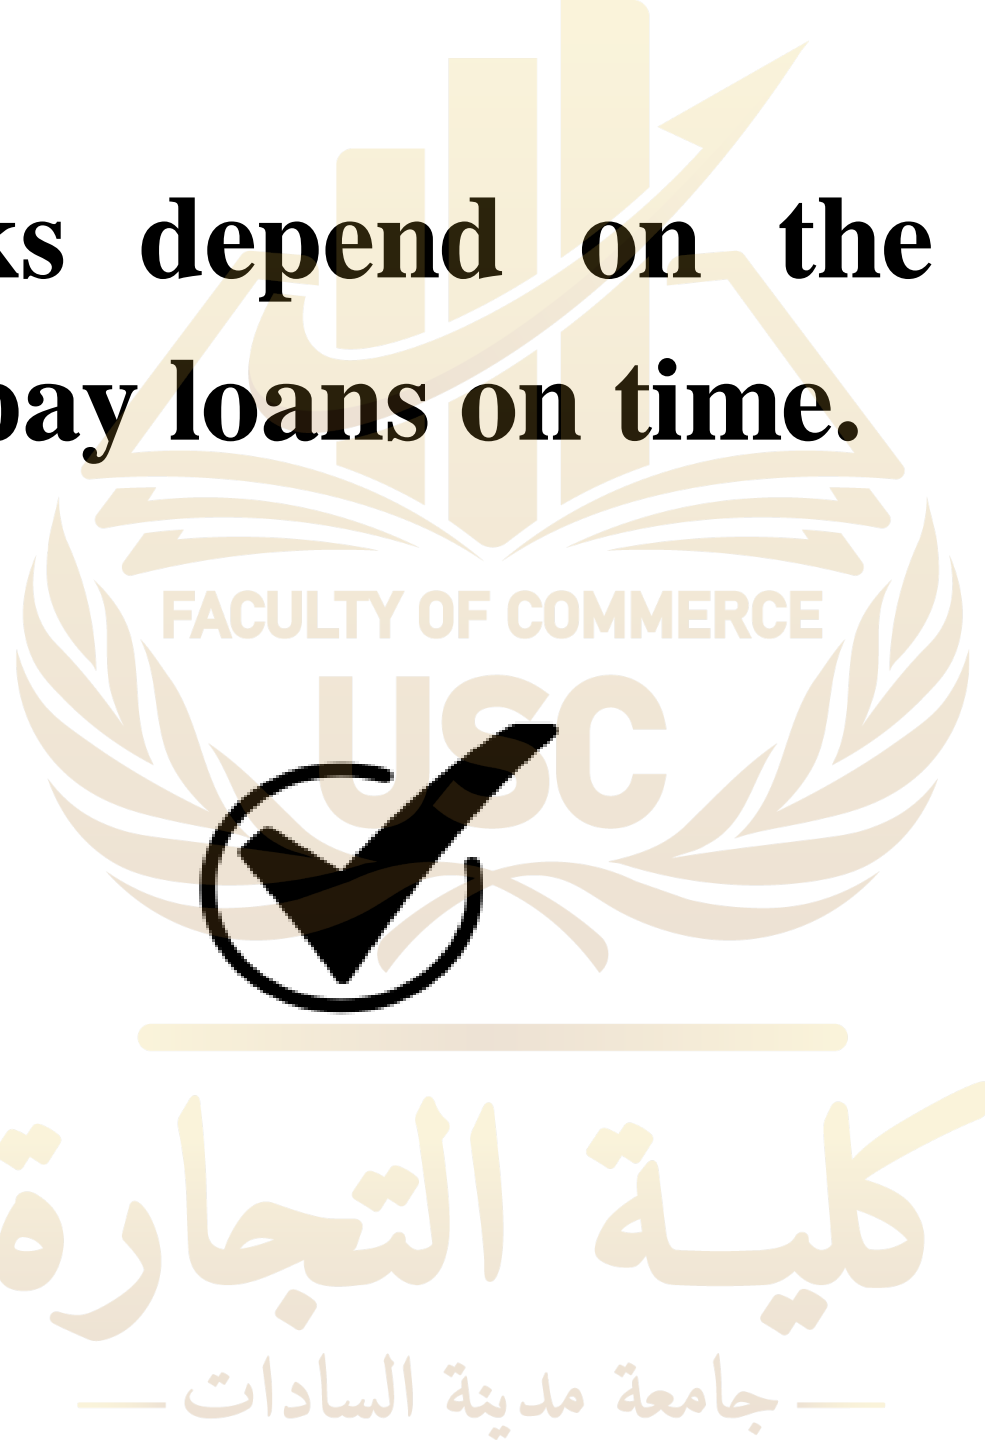 ks depend on the
pay loans on time.
FACULTY OF COMMERCE
USC
كلية التجارة
جامعة مدينة السادات